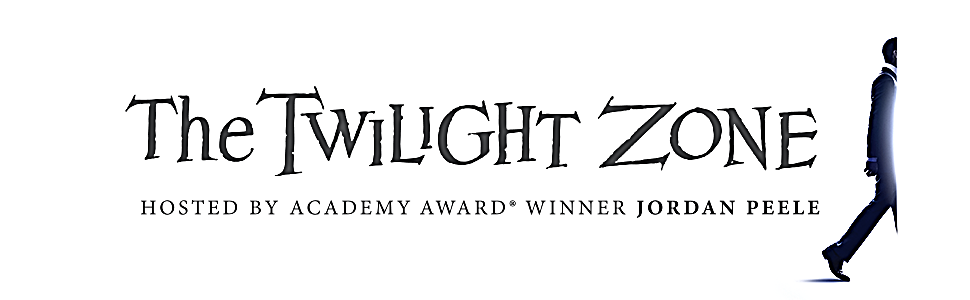 The TWILIGHT ZONE
HOSTED BY ACADEMY AWARD® WINNER JORDAN PEELE